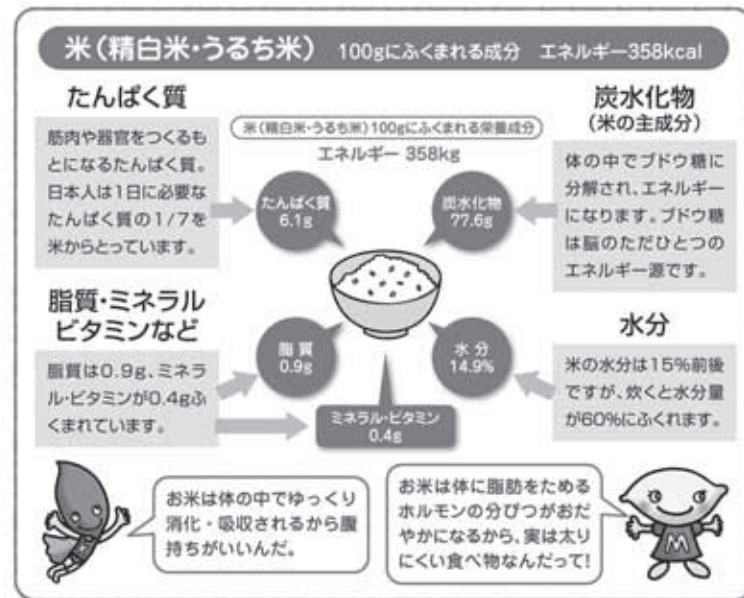 米（精白米・うるち米） 100gにふくまれる成分 エネルギー358kcal
たんぱく質
筋肉や器官をつくるも
とになるたんぱく質。
日本人は1日に必要な
たんぱく質の1/7を
米からとっています。
米（精白米・うるち米）100gにふくまれる栄養成分
エネルギー 358kg
たんぱく質
6.1g
炭水化物
77.6g
炭水化物
（米の主成分）
体の中でブドウ糖に
分解され、エネルギー
になります。ブドウ糖
は脳のただひとつの
エネルギー源です。
脂質・ミネラル
ビタミンなど
脂質は0.9g、ミネラ
ル・ビタミンが0.4gふ
くまれています。
脂質
0.9g
水分
14.9%
ミネラル・ビタミン
0.4g
水分
米の水分は15%前後
ですが、炊くと水分量
が60%にふくれます。
お米は体の中でゆっくり
消化・吸収されるから腹
持ちがいいんだ。
お米は体に脂肪をためる
ホルモンの分ぴつがおだ
やかになるから、実は太り
にくい食べ物なんだって!
M